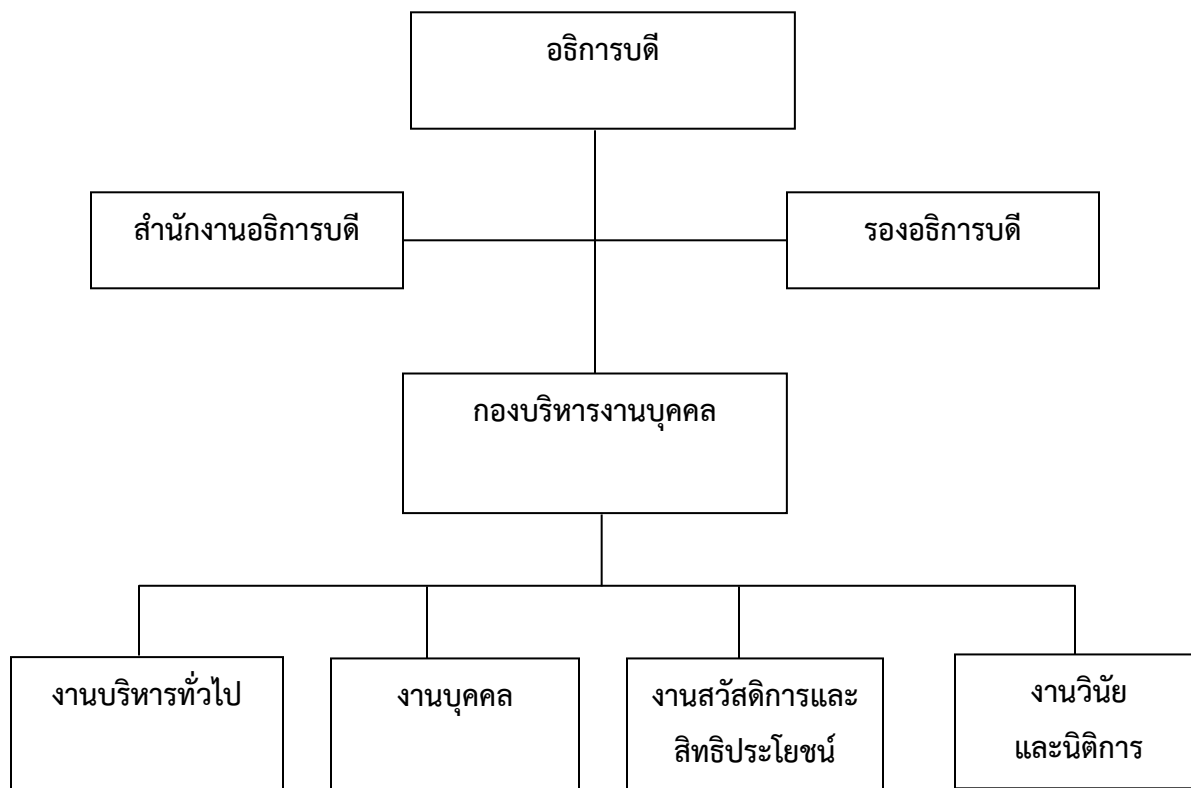 อธิการบดี
สำนักงานอธิการบดี
รองอธิการบดี
กองบริหารงานบุคคล
งานบริหารทั่วไป
งานบุคคล
งานสวัสดิการและ
สิทธิประโยชน์
งานวินัย
และนิติการ